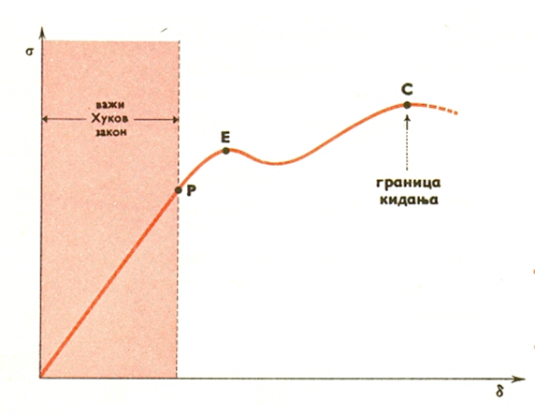 σ
важи
Хуков
закон
E
P
C
граница
кидања
δ